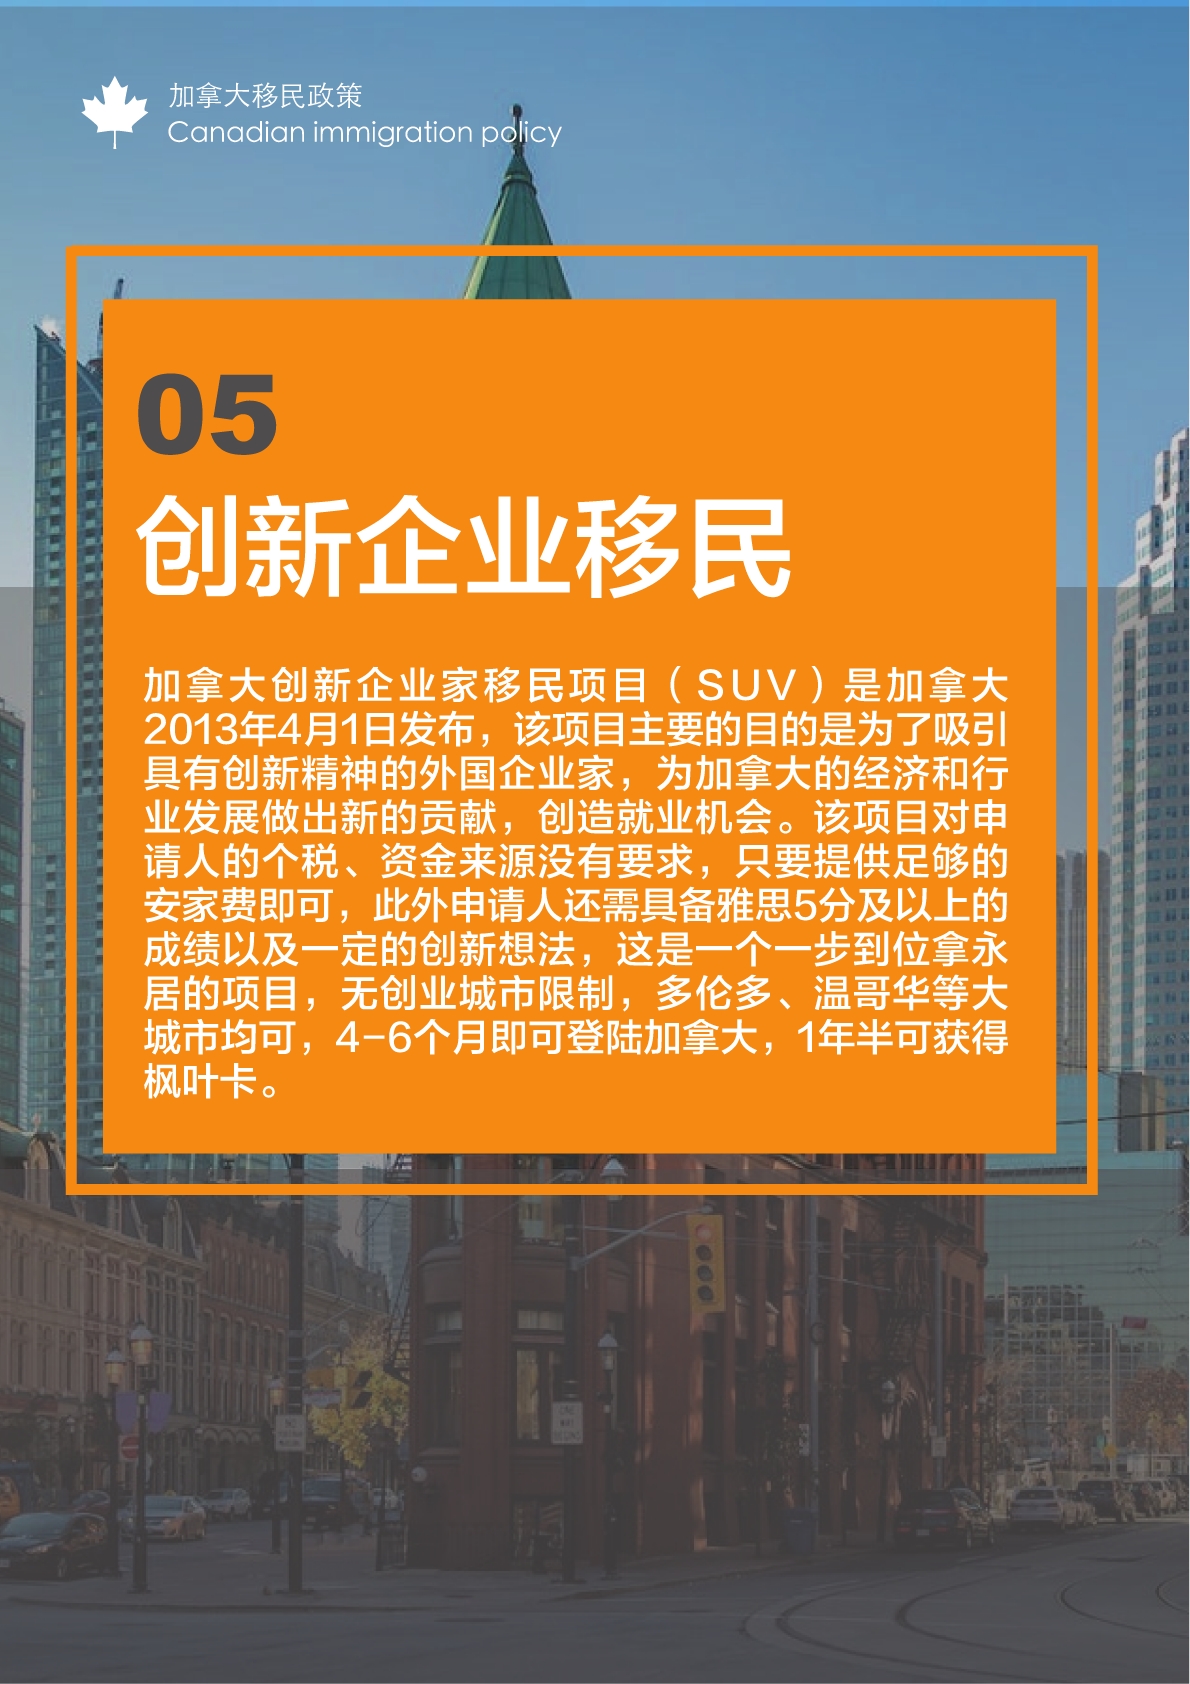 加拿大移民政策
Canadian immigration policy
05
创新企业移民
加拿大创新企业家移民项目（SUV）是加拿大
2013年4月1日发布，该项目主要的目的是为了吸引
具有创新精神的外国企业家，为加拿大的经济和行
业发展做出新的贡献，创造就业机会。该项目对申
请人的个税、资金来源没有要求，只要提供足够的
安家费即可，此外申请人还需具备雅思5分及以上的
成绩以及一定的创新想法，这是一个一步到位拿永
居的项目，无创业城市限制，多伦多、温哥华等大
城市均可，4-6个月即可登陆加拿大，1年半可获得
枫叶卡。